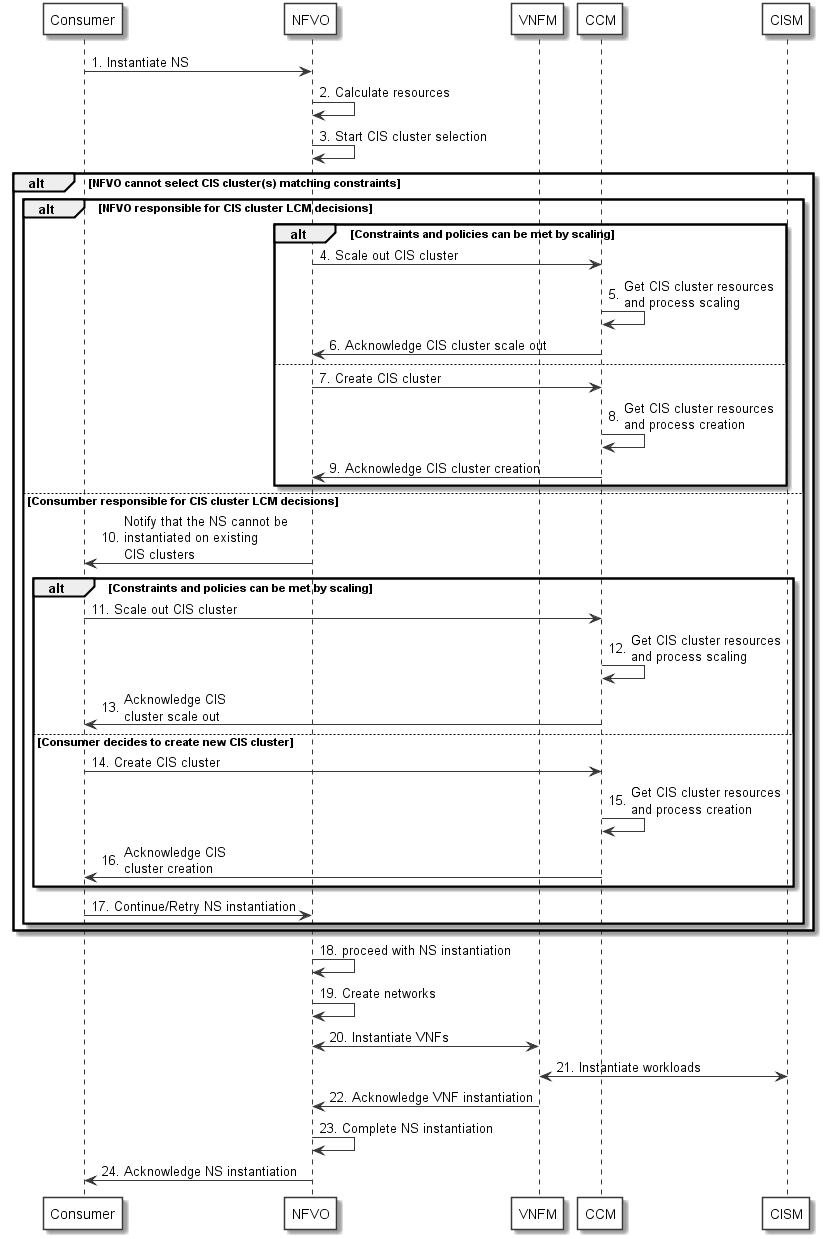 Consumer
NFVO
VNFM
CCM
CISM
1. Instantiate NS
2. Calculate resources
3. Start CIS cluster selection
alt
[NFVO cannot select CIS cluster(s) matching constraints]
alt
[NFVO responsible for CIS cluster LCM decisions]
alt
[Constraints and policies can be met by scaling]
4. Scale out CIS cluster
5. Get CIS cluster resources
and process scaling
6. Acknowledge CIS cluster scale out
7. Create CIS cluster
8. Get CIS cluster resources
and process creation
9. Acknowledge CIS cluster creation
[Consumber responsible for CIS cluster LCM decisions]
10. Notify that the NS cannot be
instantiated on existing
CIS clusters
alt
[Constraints and policies can be met by scaling]
11. Scale out CIS cluster
12. Get CIS cluster resources
and process scaling
13. Acknowledge CIS
cluster scale out
[Consumer decides to create new CIS cluster]
14. Create CIS cluster
15. Get CIS cluster resources
and process creation
16. Acknowledge CIS
cluster creation
17. Continue/Retry NS instantiation
18. proceed with NS instantiation
19. Create networks
20. Instantiate VNFs
21. Instantiate workloads
22. Acknowledge VNF instantiation
23. Complete NS instantiation
24. Acknowledge NS instantiation
Consumer
NFVO
VNFM
CCM
CISM